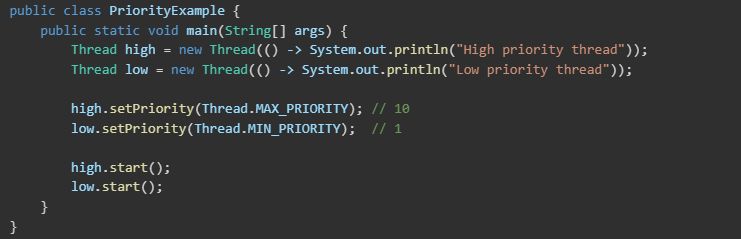 public class PriorityExample {
    public static void main(String[] args) {
        Thread high = new Thread(() -> System.out.println("High priority thread"));
        Thread low = new Thread(() -> System.out.println("Low priority thread"));

        high.setPriority(Thread.MAX_PRIORITY); // 10
        low.setPriority(Thread.MIN_PRIORITY);  // 1

        high.start();
        low.start();
    }
}